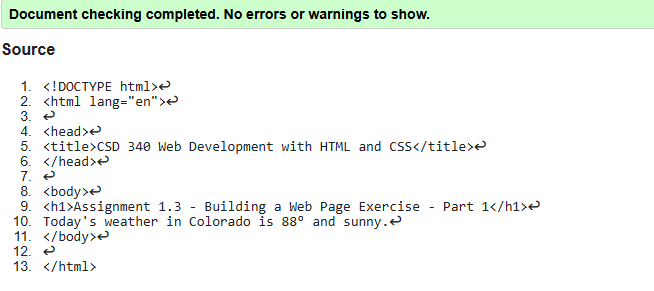 Document checking completed. No errors or warnings to show.
Source
1. <!DOCTYPE html>↩
2. <html lang="en">↩
3. ↩
4. <head>↩
5. <title>CSD 340 Web Development with HTML and CSS</title>↩
6. </head>↩
7. ↩
8. <body>↩
9. <h1>Assignment 1.3 - Building a Web Page Exercise - Part 1</h1>↩
10. Today's weather in Colorado is 88° and sunny.↩
11. </body>↩
12. ↩
13. </html>